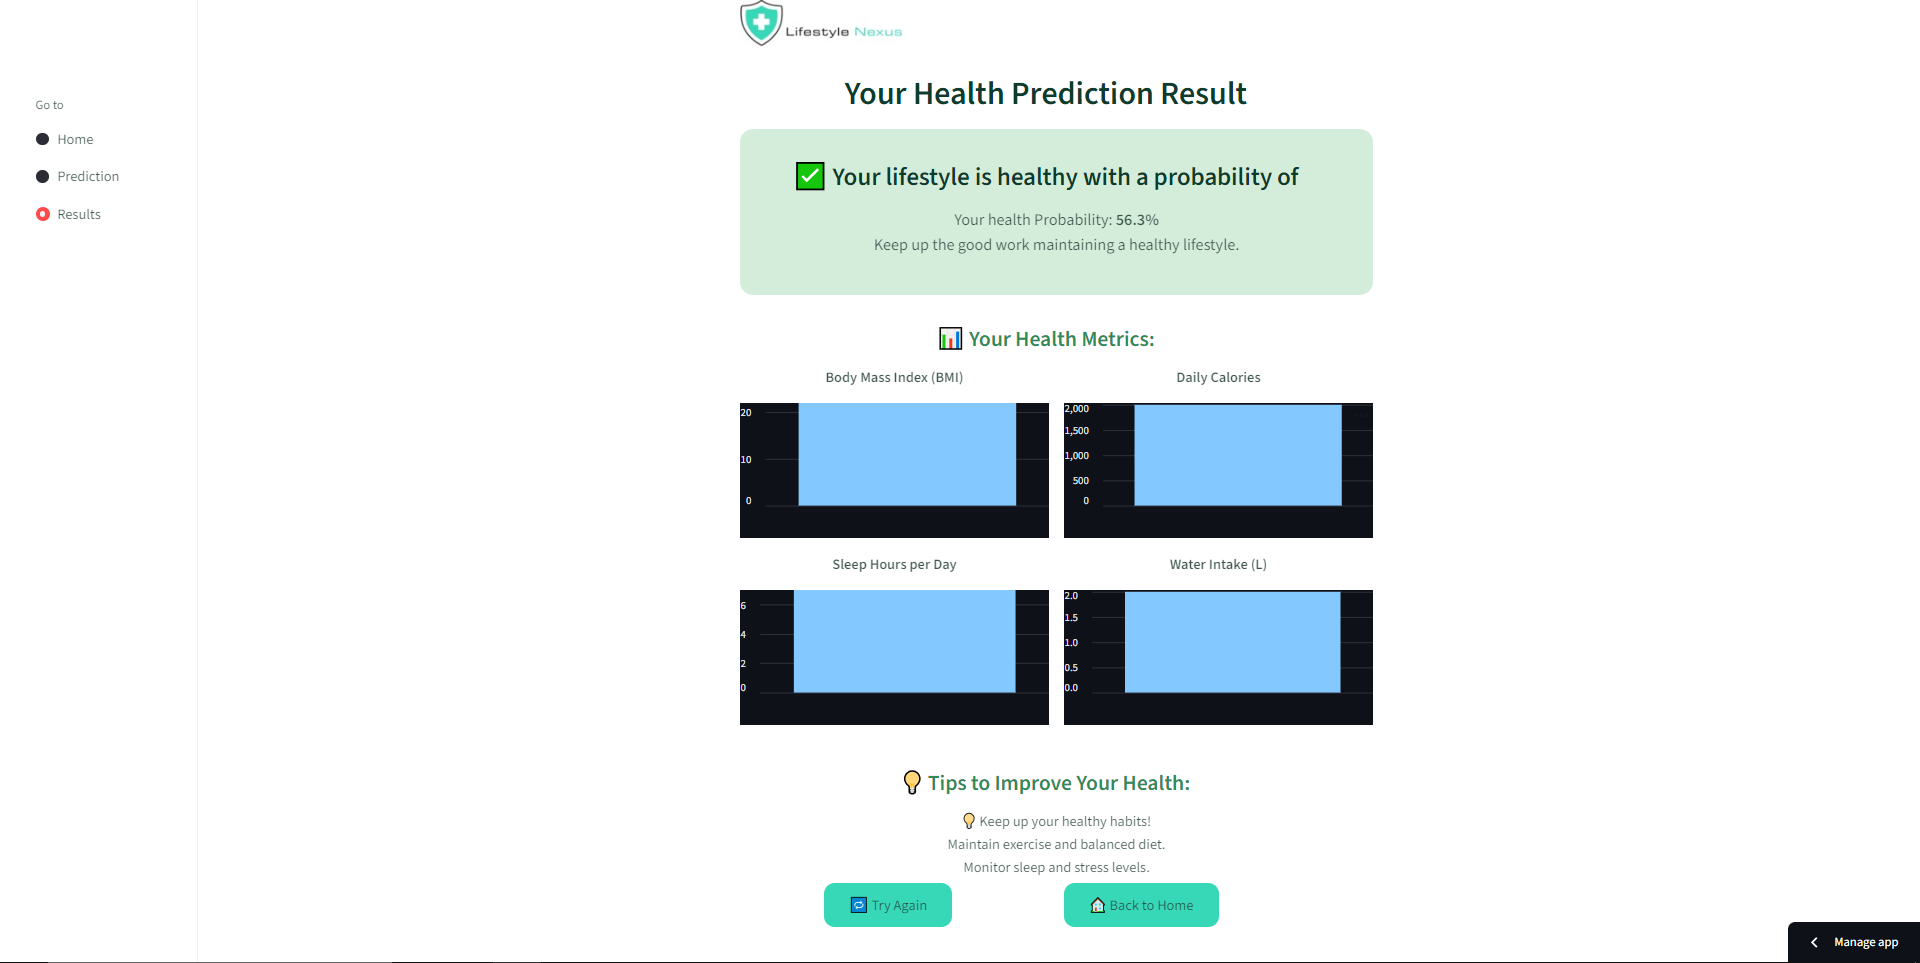 Lifestyle Nexus
Go to
Home
Prediction
Results
Your Health Prediction Result
Your lifestyle is healthy with a probability of
Your health Probability: 56.3%
Keep up the good work maintaining a healthy lifestyle.
Your Health Metrics:
Body Mass Index (BMI)
20
10
0
Daily Calories
2,000
1,500
1,000
500
0
Sleep Hours per Day
6
4
2
0
Water Intake (L)
2.0
1.5
1.0
0.5
0.0
Tips to Improve Your Health:
Keep up your healthy habits!
Maintain exercise and balanced diet.
Monitor sleep and stress levels.
Try Again
Back to Home
Manage app